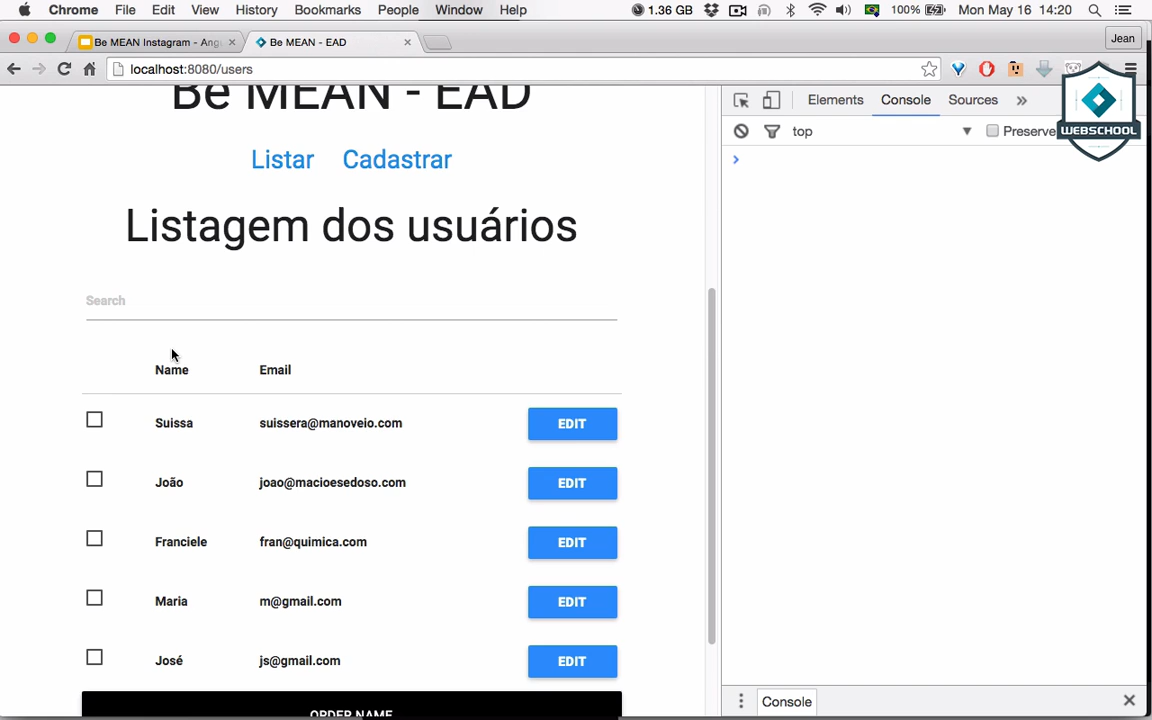 Chrome File Edit View History Bookmarks People Window Help 1.36 GB 100% Mon May 16 14:20
Be MEAN Instagram - Ang
Be MEAN - EAD
Jean
localhost:8080/users
Be MEAN - EAD
Elements Console Sources »
top Preserve
WEBSCHOOL
Listar Cadastrar
Listagem dos usuários
Search
Name Email
Suissa suissera@manoveio.com EDIT
João joao@macioesedoso.com EDIT
Franciele fran@quimica.com EDIT
Maria m@gmail.com EDIT
José js@gmail.com EDIT
ORDER NAME
Console